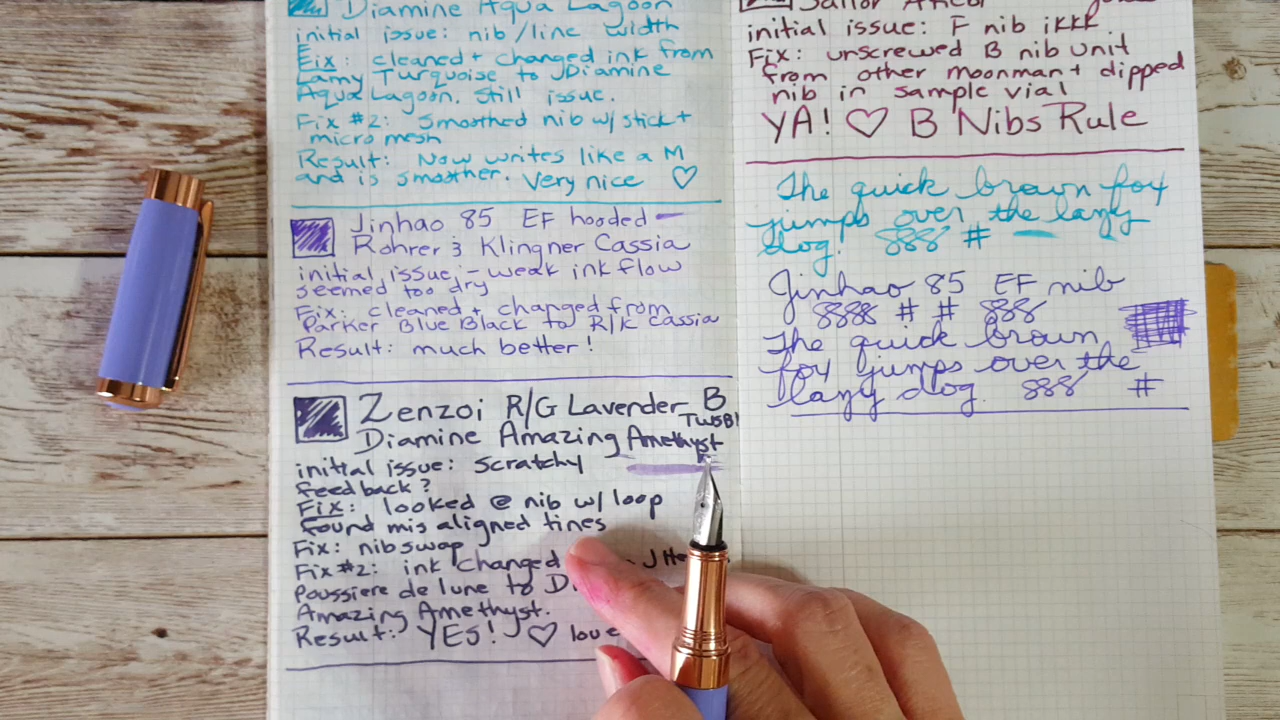 Diamine Aqua Lagoon
initial issue: nib/line width
Fix: cleaned + changed ink from
Lamy Turquoise to Diamine
Aqua Lagoon. Still issue.
Fix #2: Smoothed nib w/ stick +
micro mesh
Result: Now writes like a M
and is smoother. Very nice ♡
Jinhao 85 EF hooded
Rohrer & Klingner Cassia
initial issue - weak ink flow
seemed too dry
Fix: cleaned + changed from
Parker Blue Black to R/K Cassia
Result: much better!
Zenzoi R/G Lavender B
TWSBI
Diamine Amazing Amethyst
initial issue: Scratchy
feedback?
Fix: looked @ nib w/ loop
found mis aligned tines
Fix: nib swap
Fix #2: ink changed J He
Poussiere de lune to Di
Amazing Amethyst.
Result: YES! ♡ love
Sailor
initial issue: F nib ikkk.
Fix: unscrewed B nib unit
from other moonman + dipped
nib in sample vial
YA! ♡ B Nibs Rule
The quick brown fox
jumps over the lazy
dog! 888 #
Jinhao 85 EF nib
8888 # # 888
The quick brown
fox jumps over the
lazy dog. 888 #